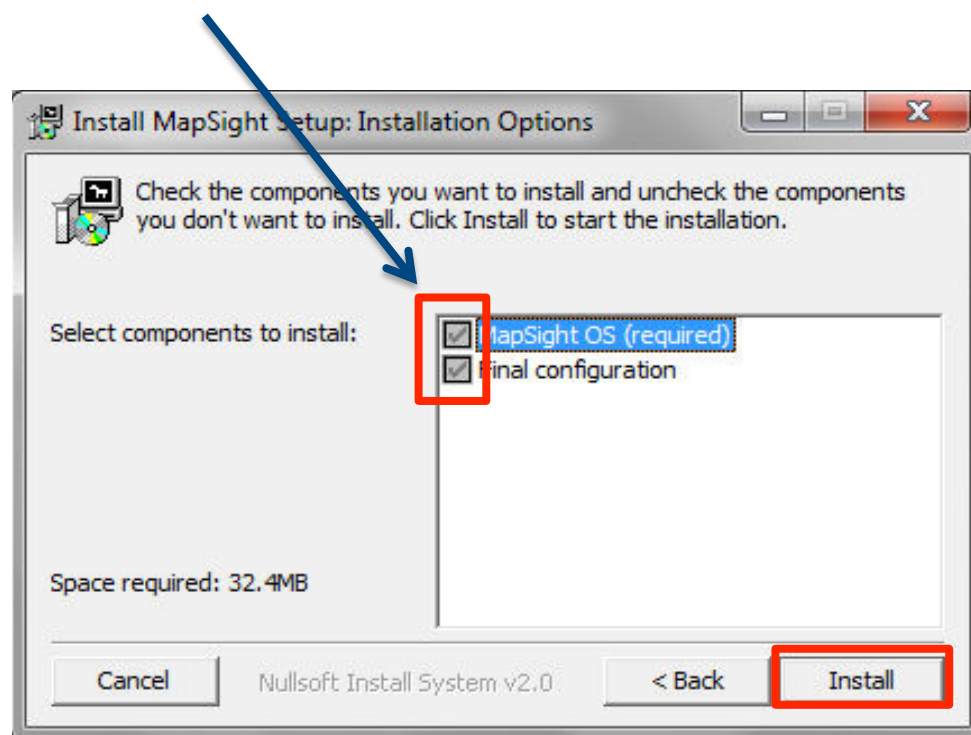 Install MapSight Setup: Installation Options
Check the components you want to install and uncheck the components
you don't want to install. Click Install to start the installation.
Select components to install:
MapSight OS (required)
Final configuration
Space required: 32.4MB
Cancel
Nullsoft Install System v2.0
< Back
Install